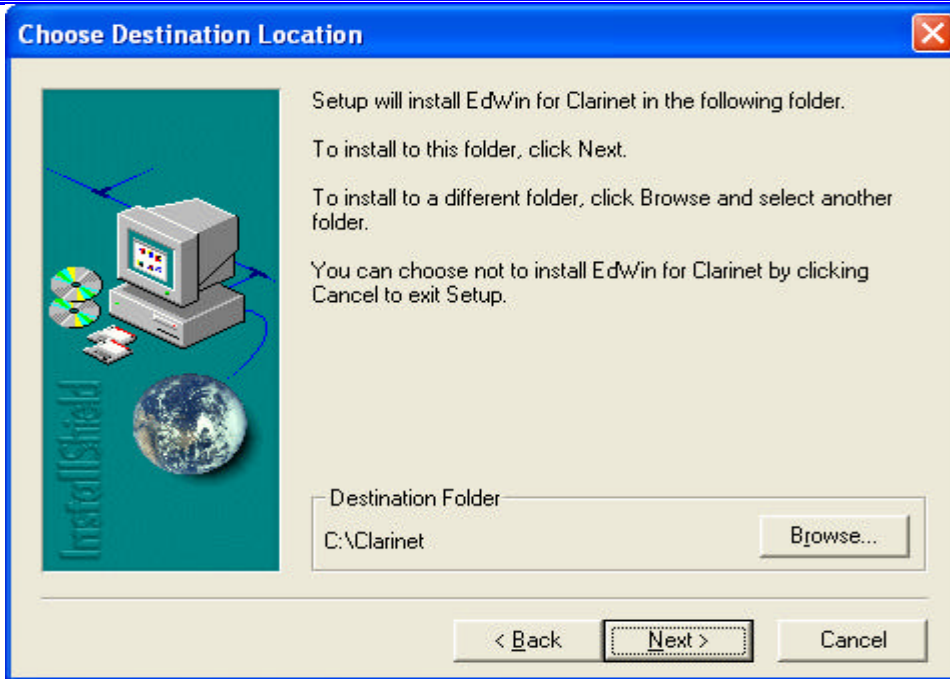 Choose Destination Location
Setup will install EdWin for Clarinet in the following folder.
To install to this folder, click Next.
To install to a different folder, click Browse and select another
folder.
You can choose not to install EdWin for Clarinet by clicking
Cancel to exit Setup.
InstallShield
Destination Folder
C:\Clarinet
Browse...
< Back
Next >
Cancel